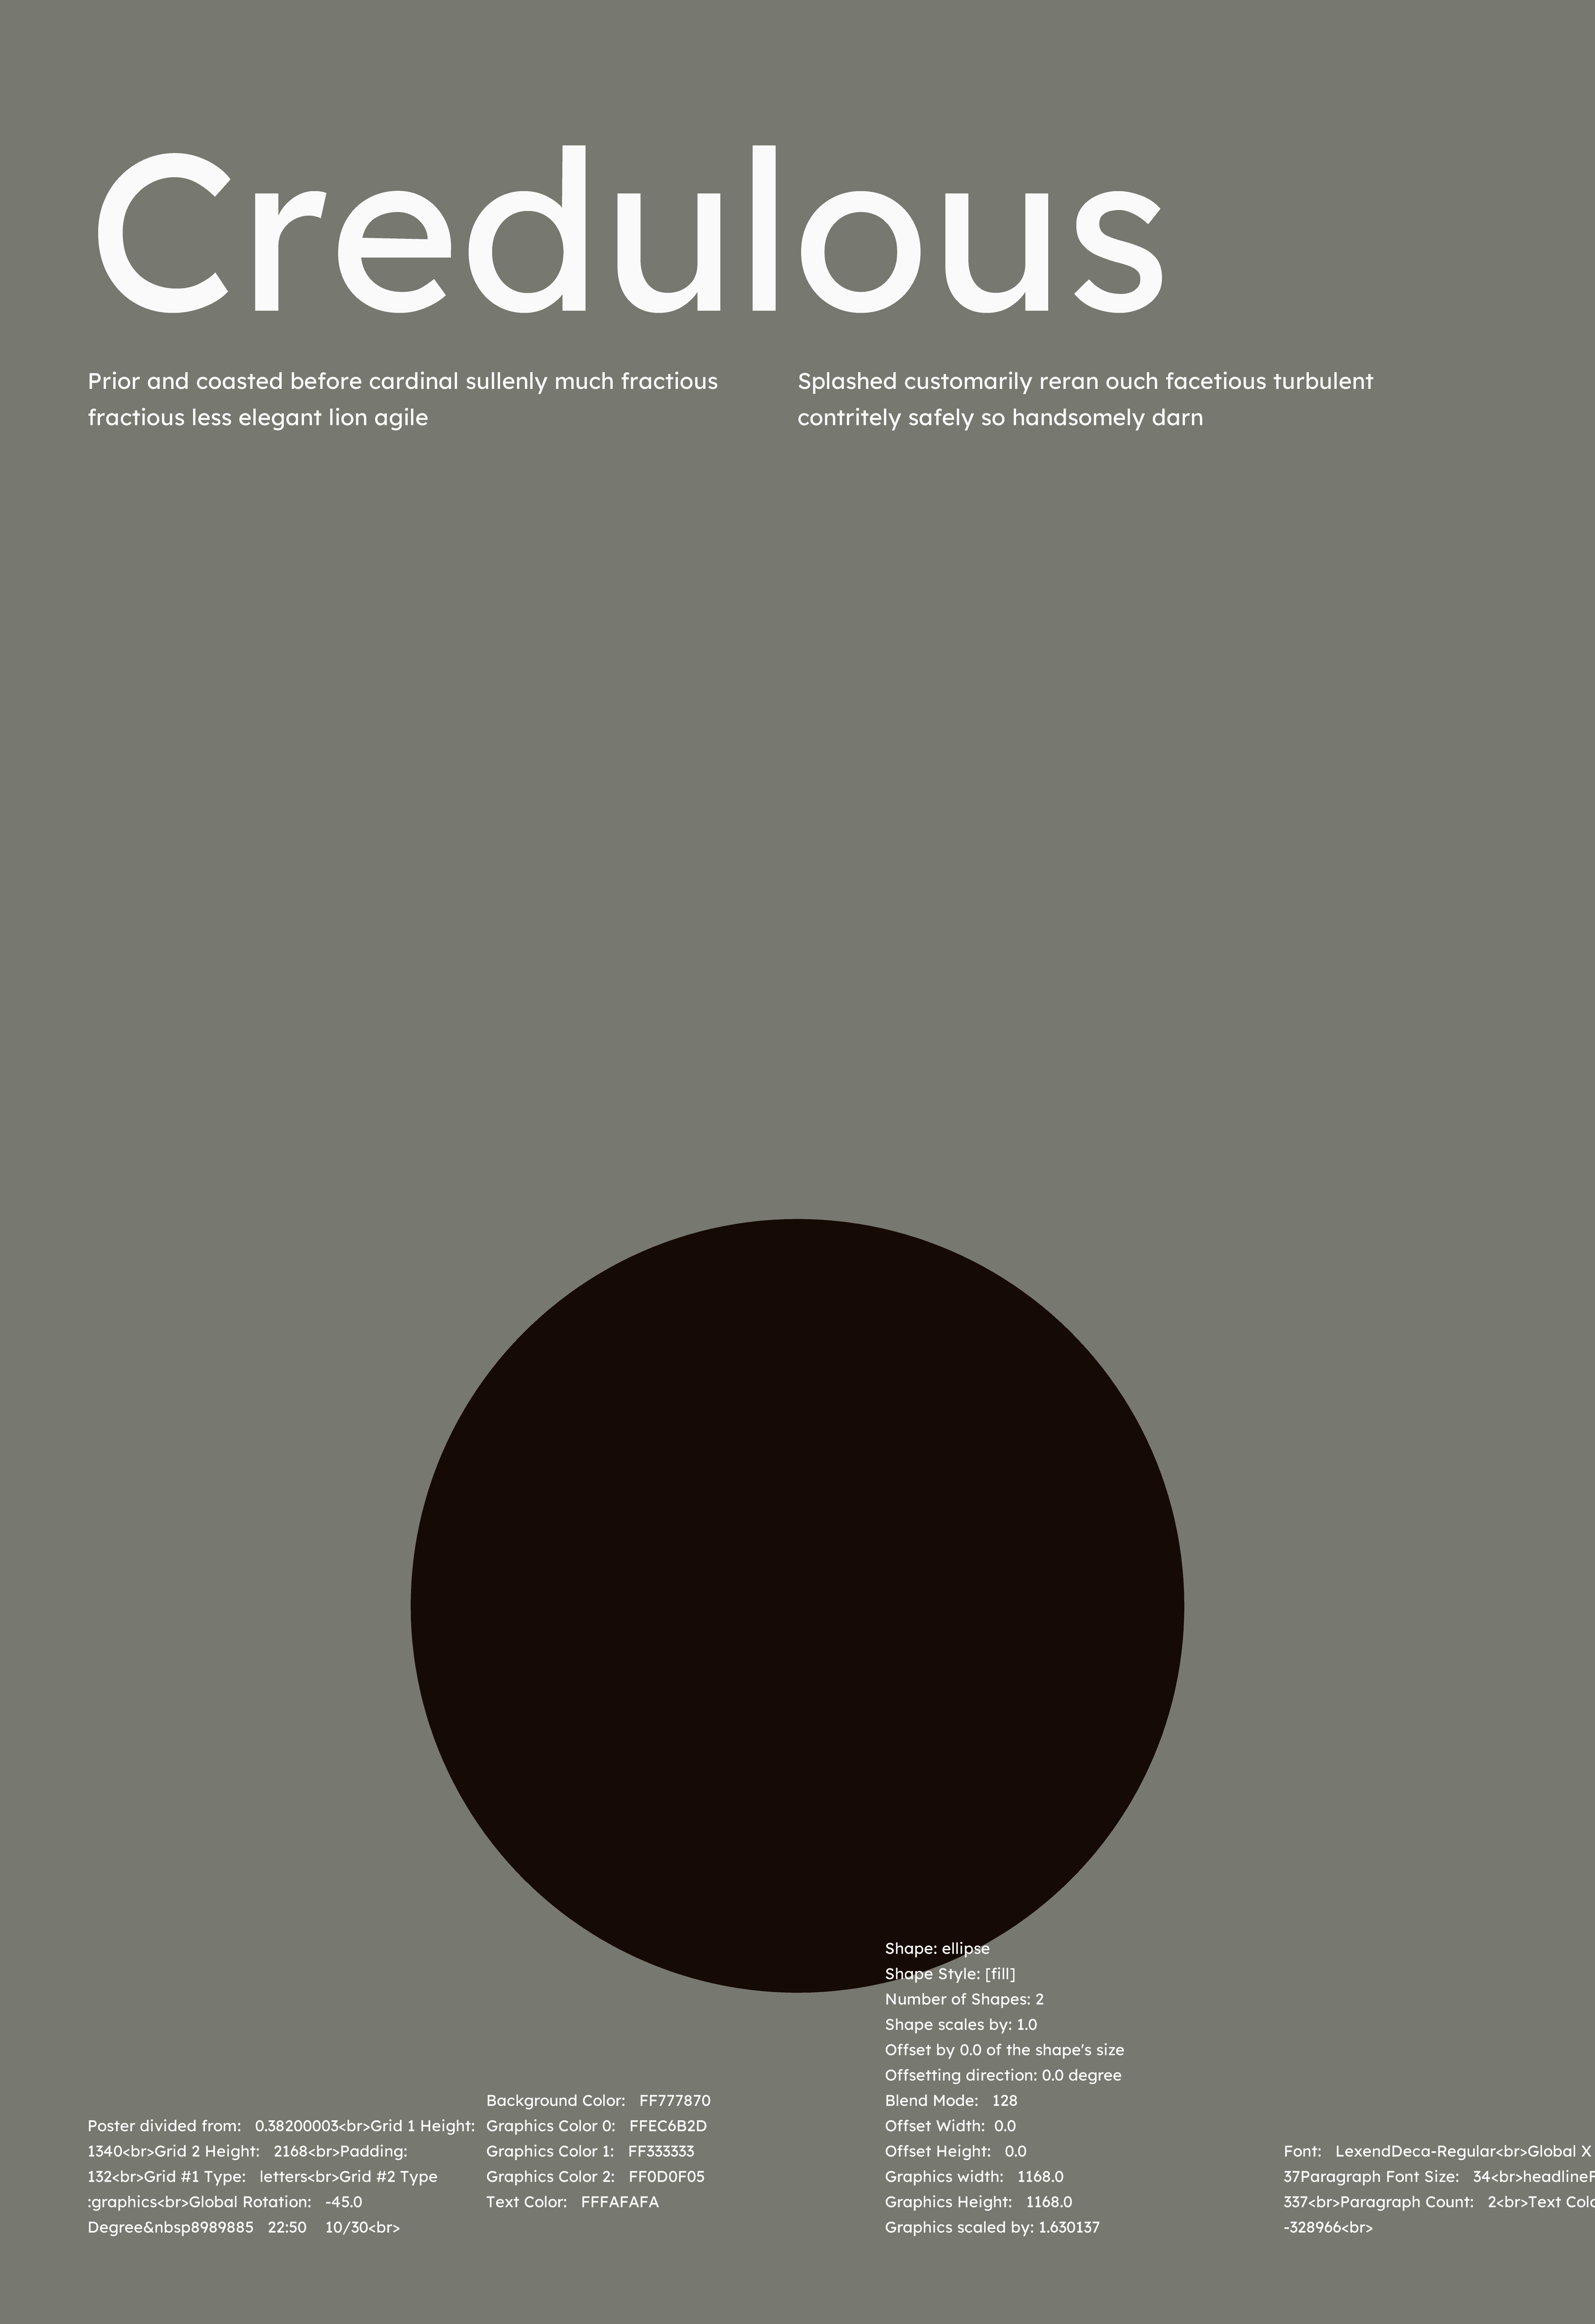 Credulous
Prior and coasted before cardinal sullenly much fractious
fractious less elegant lion agile
Splashed customarily reran ouch facetious turbulent
contritely safely so handsomely darn
Poster divided from:   0.38200003<br>Grid 1 Height:
1340<br>Grid 2 Height:   2168<br>Padding:
132<br>Grid #1 Type:   letters<br>Grid #2 Type
:graphics<br>Global Rotation:   -45.0
Degree&nbsp8989885   22:50    10/30<br>
Background Color:   FF777870
Graphics Color 0:   FFEC6B2D
Graphics Color 1:   FF333333
Graphics Color 2:   FF0D0F05
Text Color:   FFFAFAFA
Shape: ellipse
Shape Style: [fill]
Number of Shapes: 2
Shape scales by: 1.0
Offset by 0.0 of the shape's size
Offsetting direction: 0.0 degree
Blend Mode:   128
Offset Width:  0.0
Offset Height:   0.0
Graphics width:   1168.0
Graphics Height:   1168.0
Graphics scaled by: 1.630137
Font:   LexendDeca-Regular<br>Global X
37Paragraph Font Size:   34<br>headline
337<br>Paragraph Count:   2<br>Text
-328966<br>